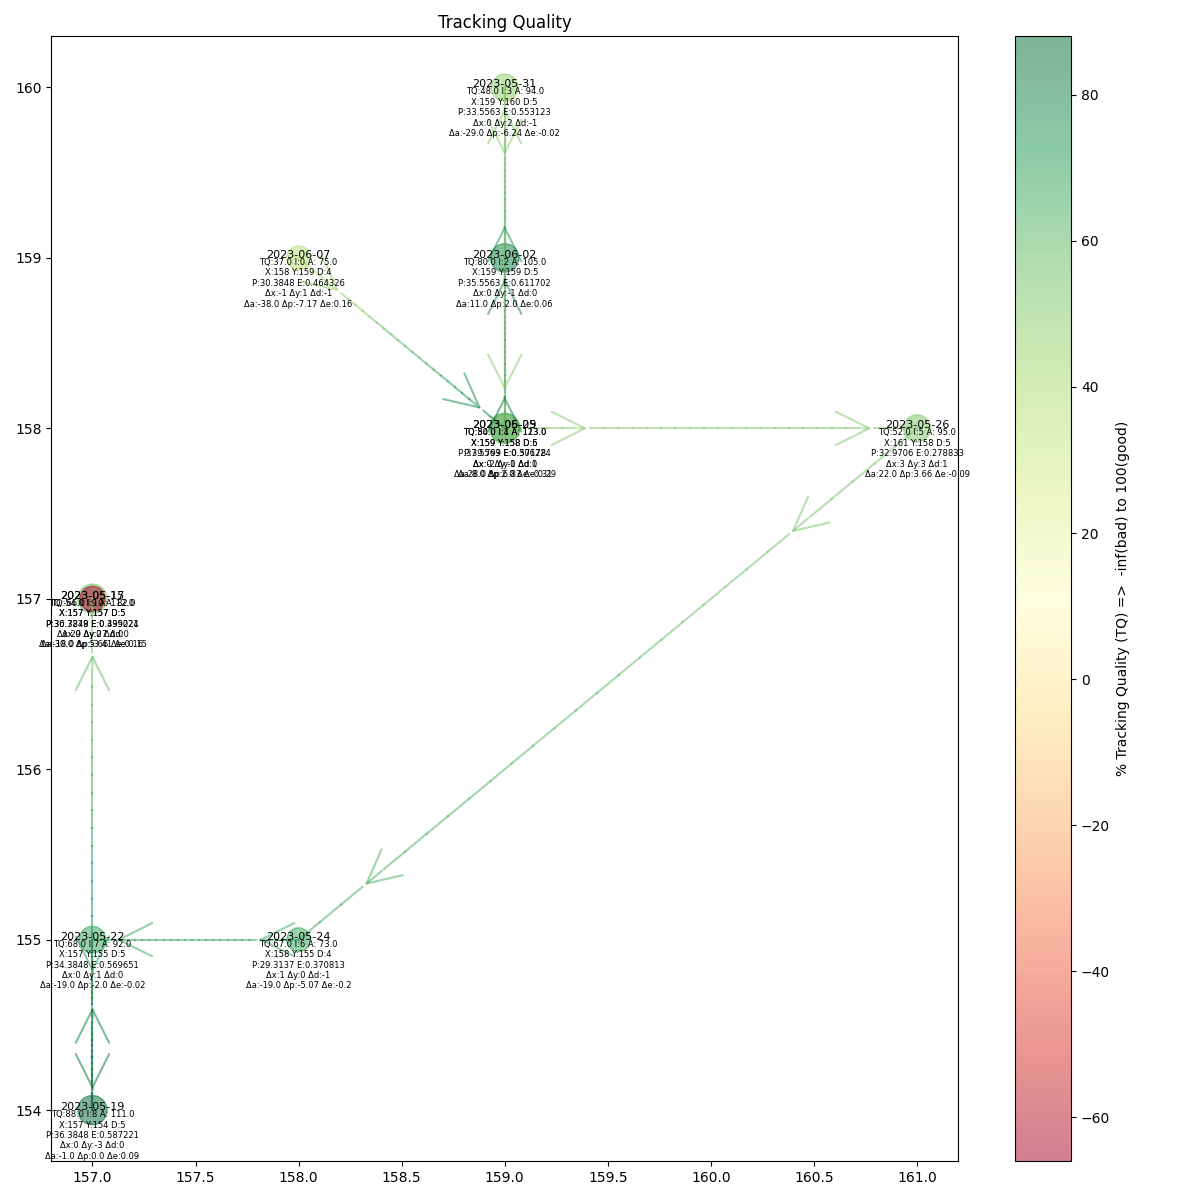 Tracking Quality
160
159
158
157
156
155
154
2023-05-31
TQ:48.0 I:3 A: 94.0
X:159 Y:160 D:5
P:33.5563 E:0.553123
Δx:0 Δy:2 Δd:-1
Δa:-29.0 Δp:-6.24 Δe:-0.02
2023-06-07
TQ:37.0 I:0 A: 75.0
X:158 Y:159 D:4
P:30.3848 E:0.464326
Δx:-1 Δy:1 Δd:-1
Δa:-38.0 Δp:-7.17 Δe:0.16
2023-06-02
TQ:80.0 I:2 A: 105.0
X:159 Y:159 D:5
P:35.5563 E:0.611702
Δx:0 Δy:-1 Δd:0
Δa:11.0 Δp:2.0 Δe:0.06
2023-05-26
TQ:52.0 I:5 A: 95.0
X:161 Y:158 D:5
P:32.9706 E:0.278833
Δx:3 Δy:3 Δd:1
Δa:22.0 Δp:3.66 Δe:-0.09
X:157 Y:157 D:5
2023-05-22
TQ:68.0 I:7 A: 92.0
X:157 Y:155 D:5
P:34.3848 E:0.569651
Δx:0 Δy:1 Δd:0
Δa:-19.0 Δp:-2.0 Δe:-0.02
2023-05-24
TQ:67.0 I:6 A: 73.0
X:158 Y:155 D:4
P:29.3137 E:0.370813
Δx:1 Δy:0 Δd:-1
Δa:-19.0 Δp:-5.07 Δe:-0.2
2023-05-19
TQ:88.0 I:8 A: 111.0
X:157 Y:154 D:5
P:36.3848 E:0.587221
Δx:0 Δy:-3 Δd:0
Δa:-1.0 Δp:0.0 Δe:0.09
157.0 157.5 158.0 158.5 159.0 159.5 160.0 160.5 161.0
80
60
40
20
0
−20
−40
−60
% Tracking Quality (TQ) => -inf(bad) to 100(good)